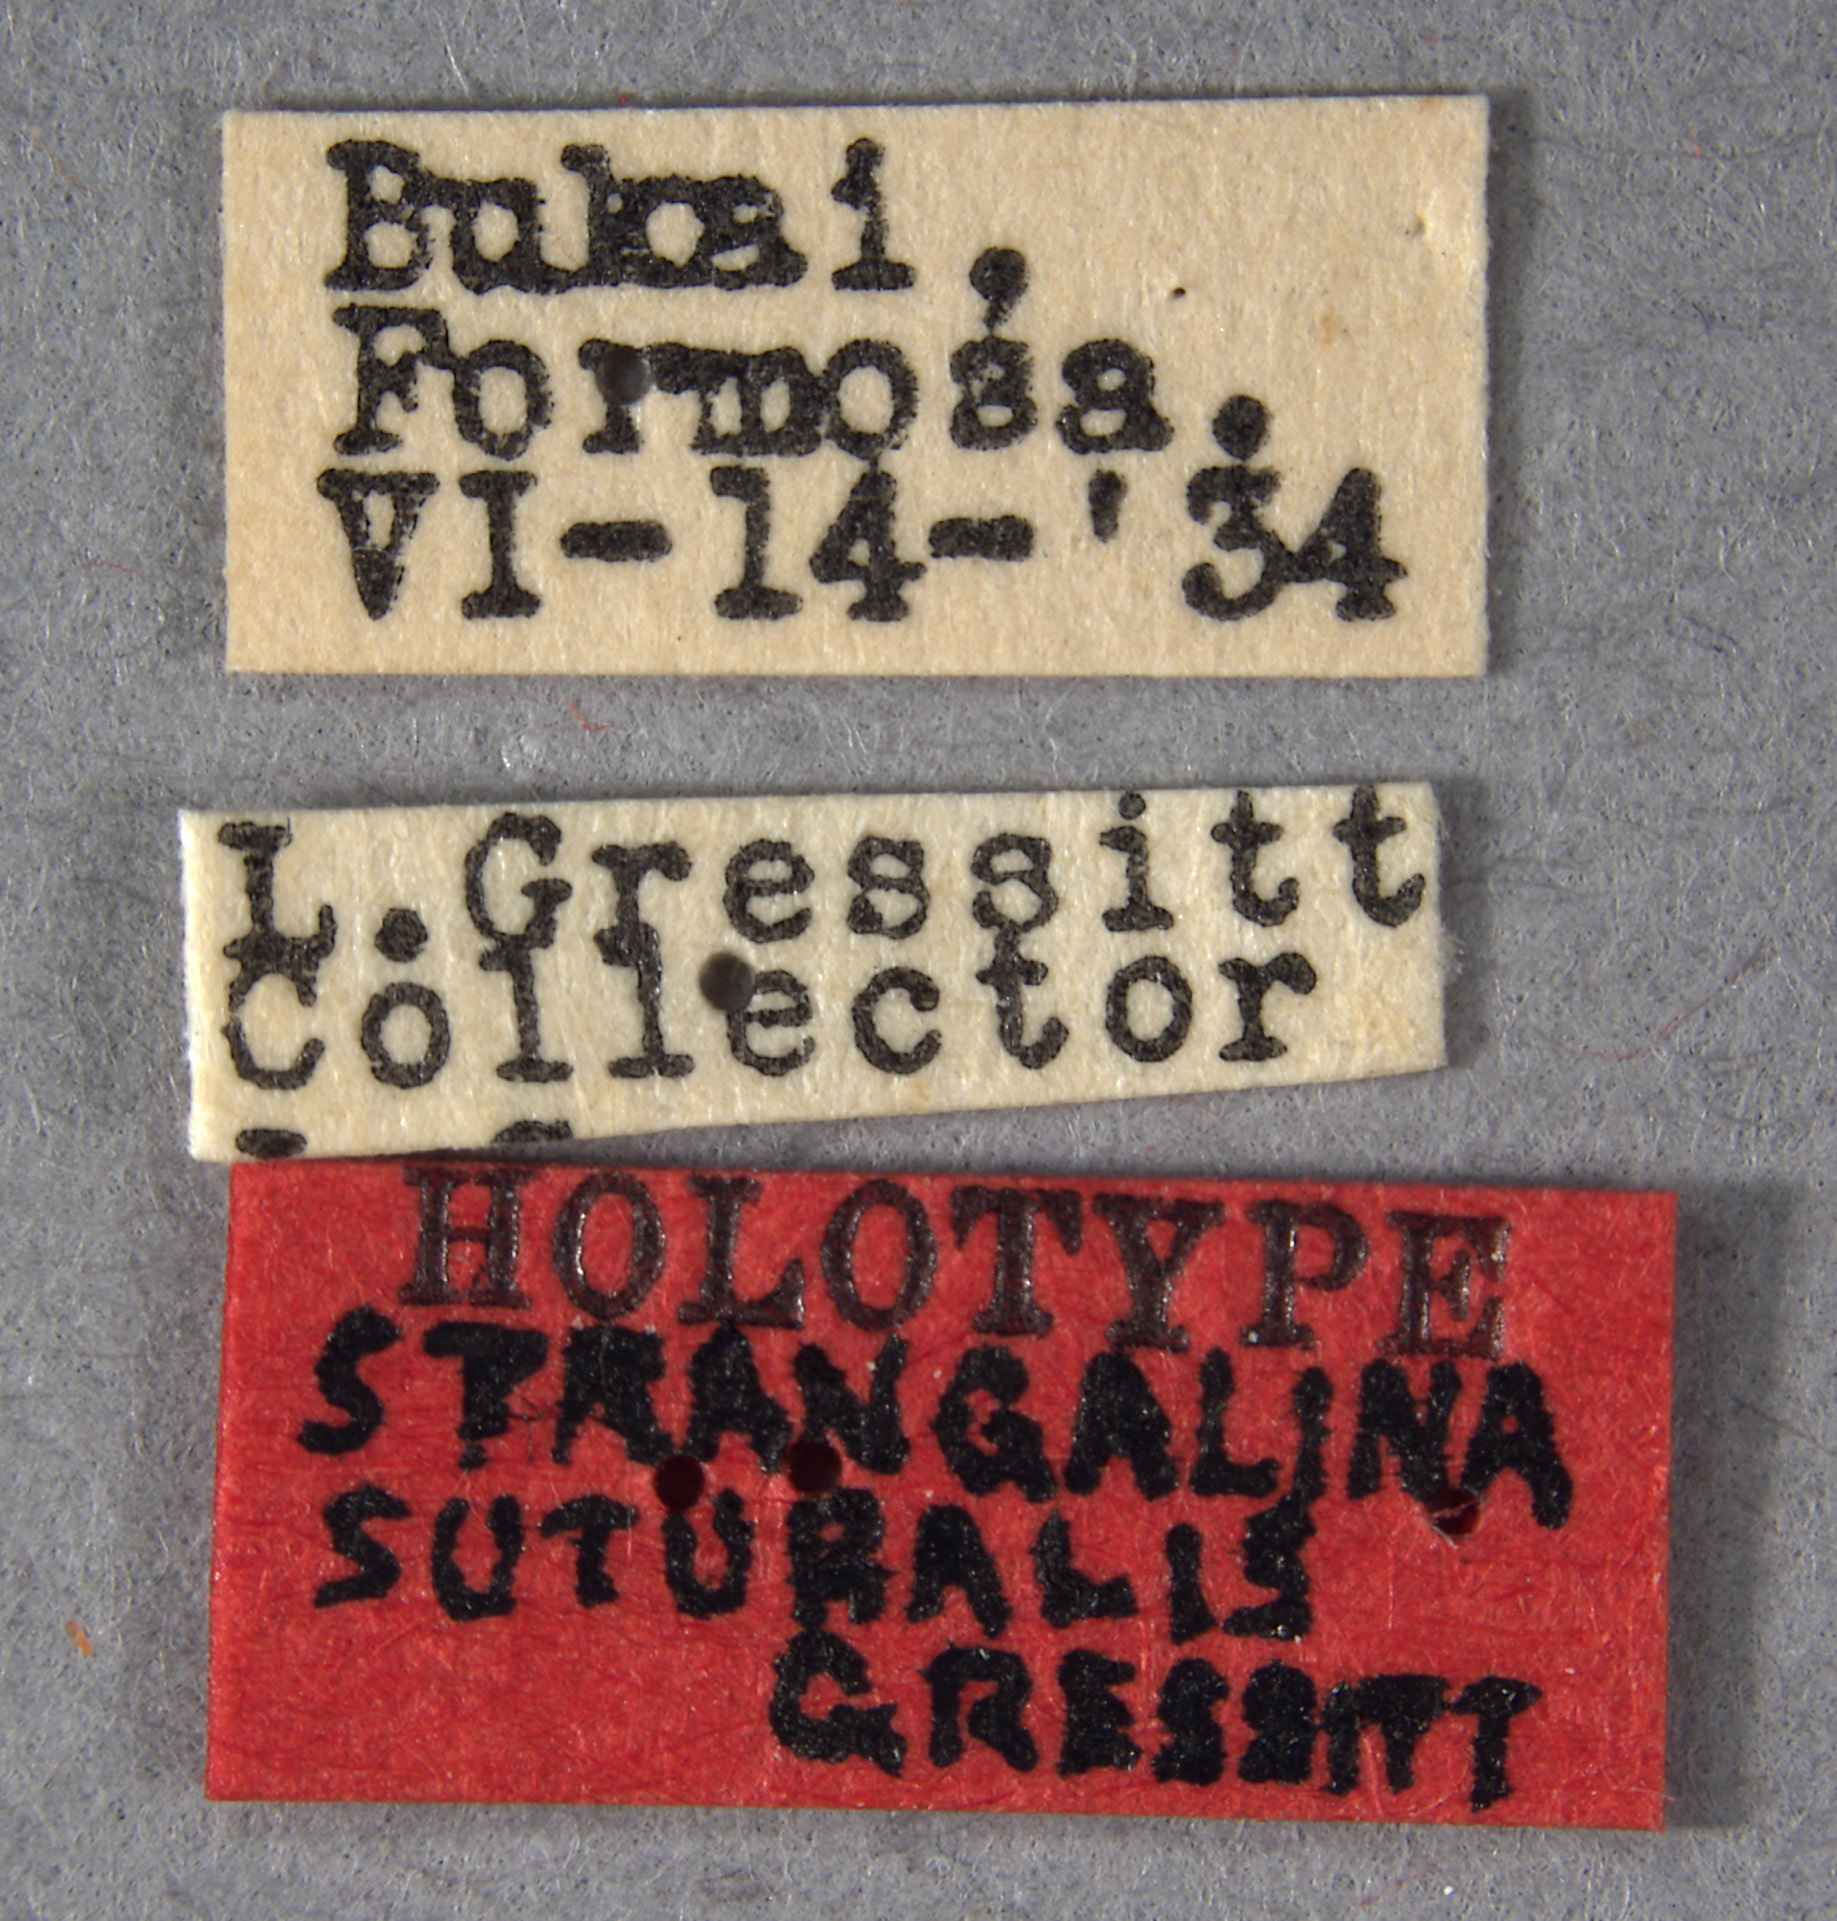 Bukai,
Formosa.
VI-14-'34
L.Gressitt
Collector
HOLOTYPE
STRANGALINA
SUTURALIS
GRESSITT